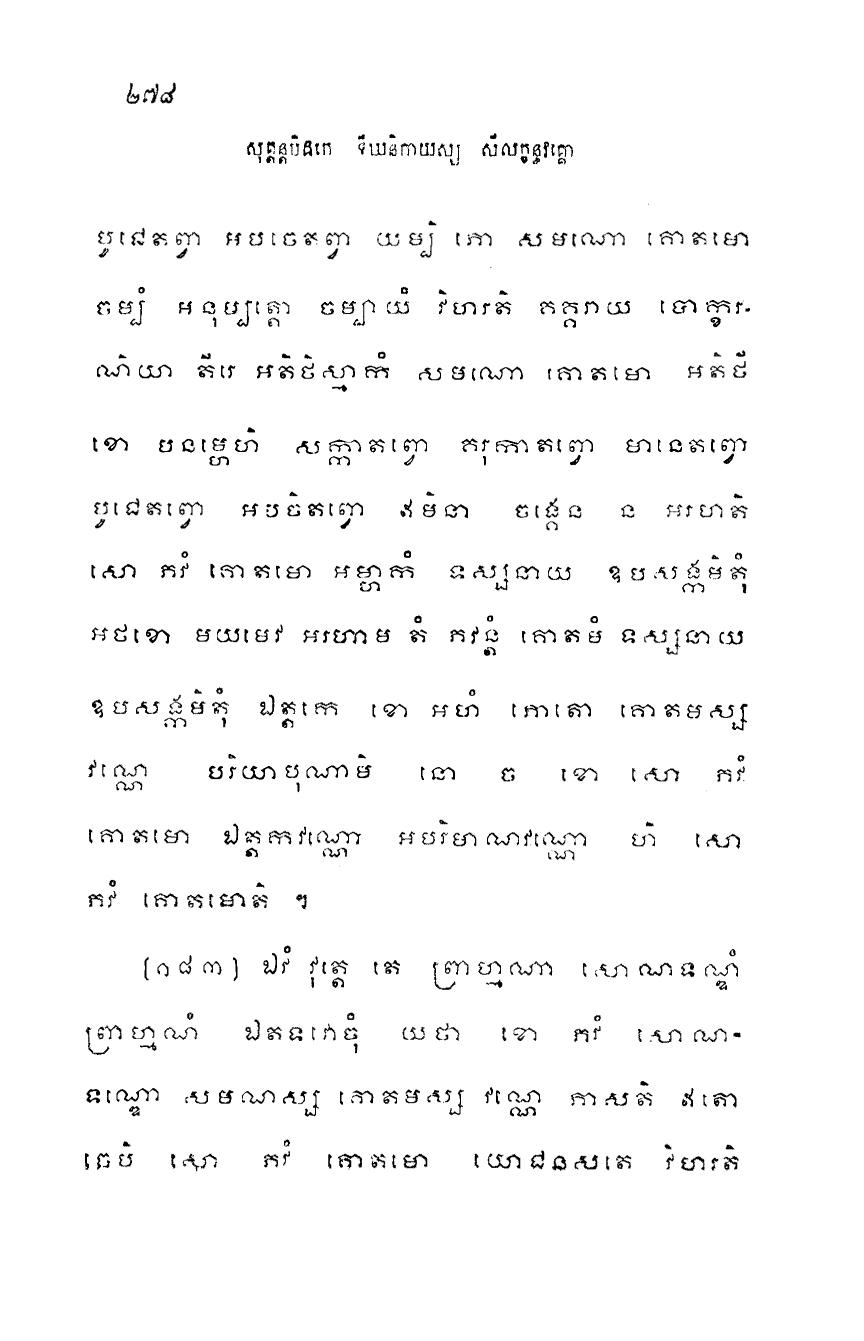 ២៧៨
សុត្តន្តបិដកេ ទីឃនិកាយស្ស សីលក្ខន្ធវគ្គោ
បូជេតព្វា អបចេតព្វា យម្បិ ភោ សមណោ គោតមោ
ចម្បំ អនុប្បត្តោ ចម្បាយំ វិហរតិ គគ្គរាយ បោក្ខរ-
ណិយា តីរេ អតិថិស្មាកំ សមណោ គោតមោ អតិថី
ខោ បនម្ហេហិ សក្កាតព្វោ គរុកាតព្វោ មានេតព្វោ
បូជេតព្វោ អបចិតព្វោ ឥមិនា ចង្គេន ន អរហតិ
សោ ភវំ គោតមោ អម្ហាកំ ទស្សនាយ ឧបសង្កមិតុំ
អថខោ មយមេវ អរហាម តំ ភវន្តំ គោតមំ ទស្សនាយ
ឧបសង្កមិតុំ ឯត្តកេ ខោ អហំ ភោតោ គោតមស្ស
វណ្ណេ បរិយាបុណាមិ នោ ច ខោ សោ ភវំ
គោតមោ ឯត្តកវណ្ណោ អបរិមាណវណ្ណោ ហិ សោ
ភវំ គោតមោតិ ។
(១៨៣) ឯវំ វុត្តេ តេ ព្រាហ្មណា សោណទណ្ឌំ
ព្រាហ្មណំ ឯតទវោចុំ យថា ខោ ភវំ សោណ-
ទណ្ឌោ សមណស្ស គោតមស្ស វណ្ណេ ភាសតិ ឥតោ
ចេបិ សោ ភវំ គោតមោ យោជនសតេ វិហរតិ